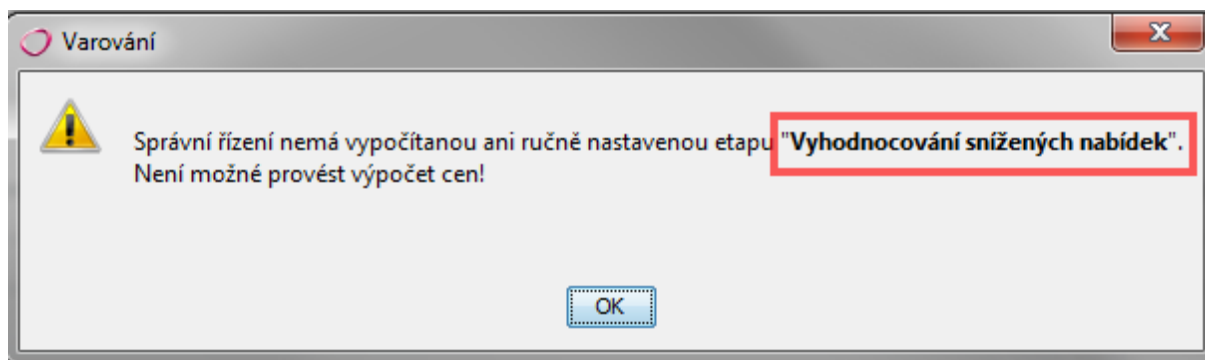 Varování
Správní řízení nemá vypočítanou ani ručně nastavenou etapu "Vyhodnocování snížených nabídek".
Není možné provést výpočet cen!
OK